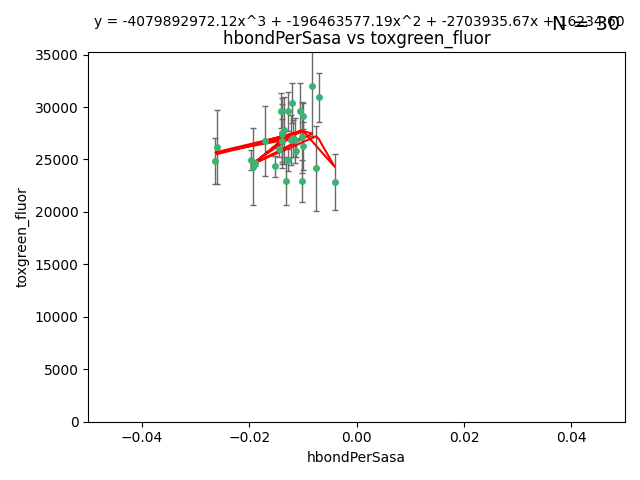 y = -4079892972.12x^3 + -196463577.19x^2 + -2703935.67x + 16234.60
N = 30
hbondPerSasa vs toxgreen_fluor
35000
30000
25000
20000
15000
10000
5000
0
toxgreen_fluor
−0.04 −0.02 0.00 0.02 0.04
hbondPerSasa